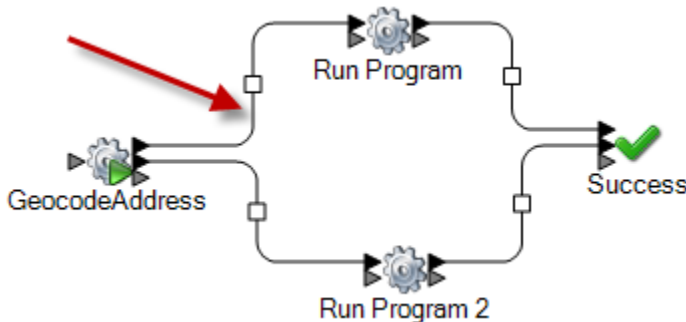 Run Program
GeocodeAddress
Success
Run Program 2